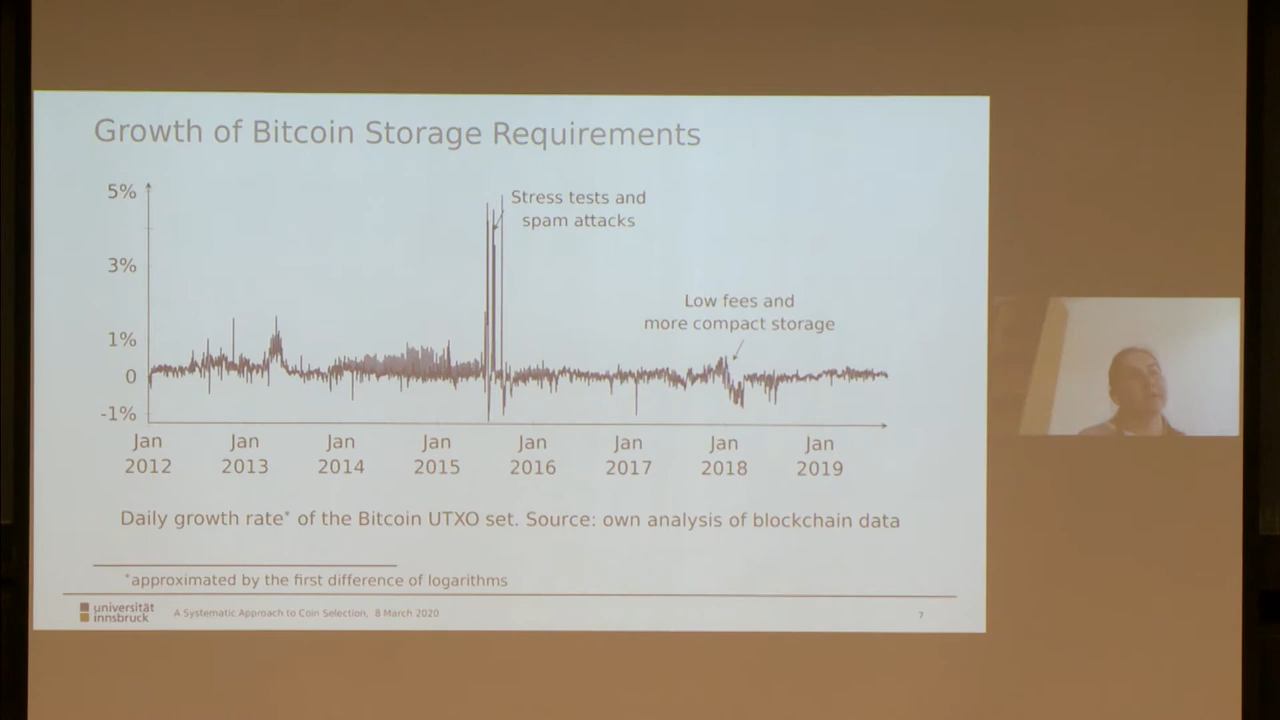 Growth of Bitcoin Storage Requirements
5%
3%
1%
0
-1%
Stress tests and
spam attacks
Low fees and
more compact storage
Jan Jan Jan Jan Jan Jan Jan Jan
2012 2013 2014 2015 2016 2017 2018 2019
Daily growth rate* of the Bitcoin UTXO set. Source: own analysis of blockchain data
*approximated by the first difference of logarithms
universität
innsbruck
A Systematic Approach to Coin Selection, 8 March 2020
7